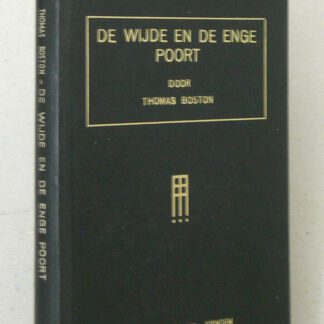 THOMAS BOSTON - DE WIJDE EN DE ENGE POORT
DE WIJDE EN DE ENGE
POORT
DOOR
THOMAS BOSTON